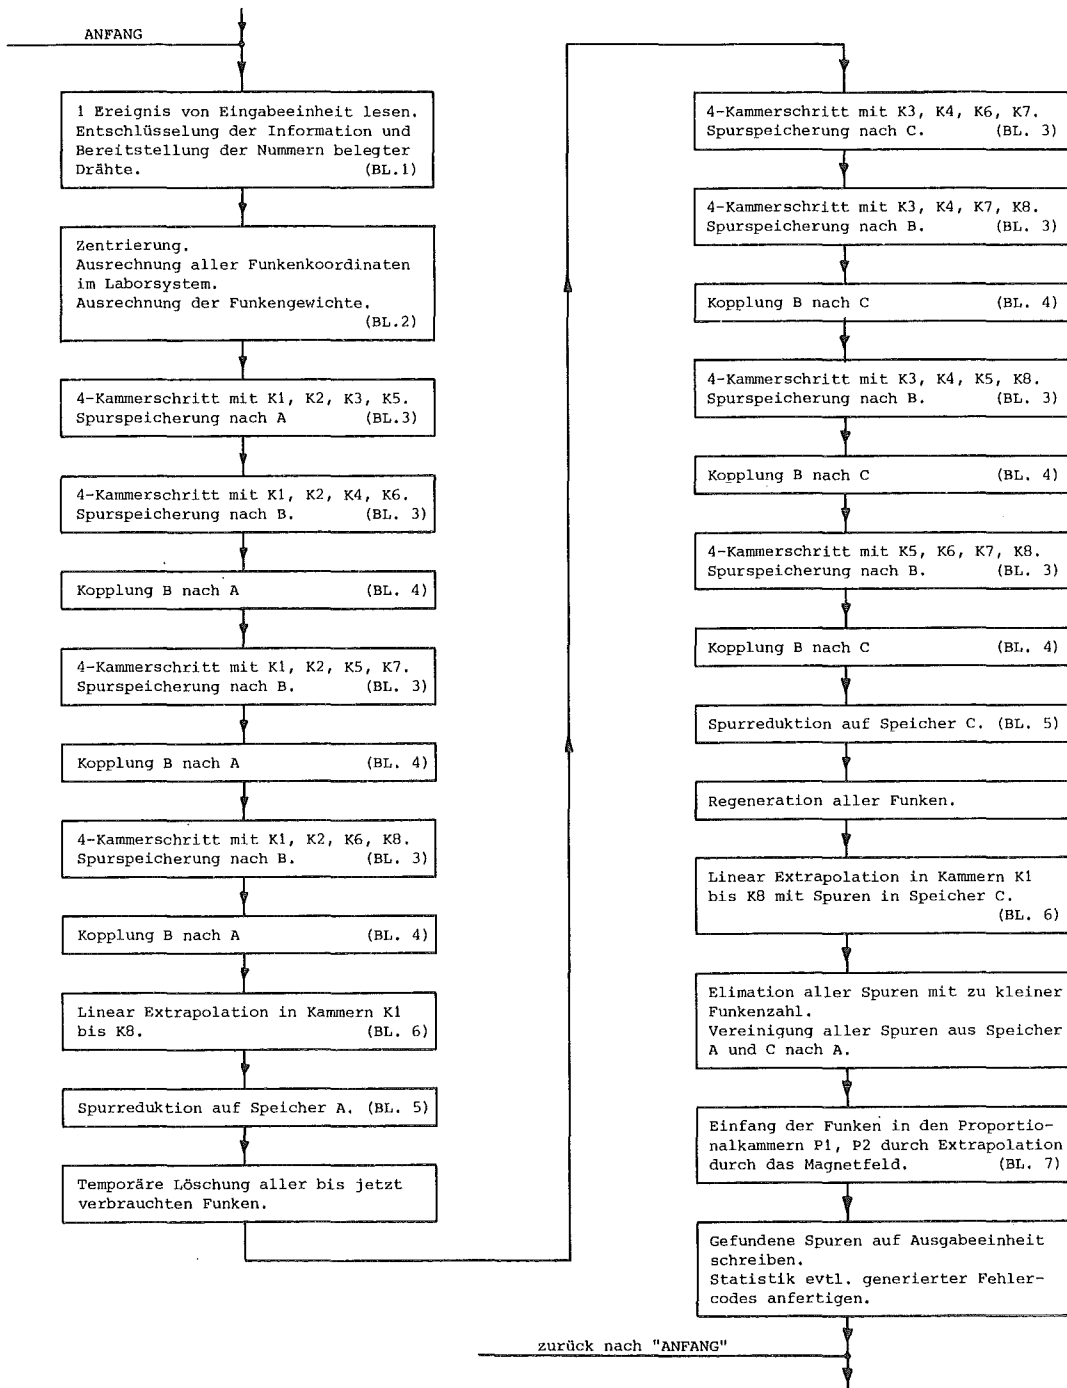 ANFANG
1 Ereignis von Eingabeeinheit lesen.
Entschlüsselung der Information und
Bereitstellung der Nummern belegter
Drähte. (BL.1)
Zentrierung.
Ausrechnung aller Funkenkoordinaten
im Laborsystem.
Ausrechnung der Funkengewichte.
(BL.2)
4-Kammerschritt mit K1, K2, K3, K5.
Spurspeicherung nach A (BL.3)
4-Kammerschritt mit K1, K2, K4, K6.
Spurspeicherung nach B. (BL. 3)
Kopplung B nach A (BL. 4)
4-Kammerschritt mit K1, K2, K5, K7.
Spurspeicherung nach B. (BL. 3)
Kopplung B nach A (BL. 4)
4-Kammerschritt mit K1, K2, K6, K8.
Spurspeicherung nach B. (BL. 3)
Kopplung B nach A (BL. 4)
Linear Extrapolation in Kammern K1
bis K8. (BL. 6)
Spurreduktion auf Speicher A. (BL. 5)
Temporäre Löschung aller bis jetzt
verbrauchten Funken.
4-Kammerschritt mit K3, K4, K6, K7.
Spurspeicherung nach C. (BL. 3)
4-Kammerschritt mit K3, K4, K7, K8.
Spurspeicherung nach B. (BL. 3)
Kopplung B nach C (BL. 4)
4-Kammerschritt mit K3, K4, K5, K8.
Spurspeicherung nach B. (BL. 3)
Kopplung B nach C (BL. 4)
4-Kammerschritt mit K5, K6, K7, K8.
Spurspeicherung nach B. (BL. 3)
Kopplung B nach C (BL. 4)
Spurreduktion auf Speicher C. (BL. 5)
Regeneration aller Funken.
Linear Extrapolation in Kammern K1
bis K8 mit Spuren in Speicher C.
(BL. 6)
Elimation aller Spuren mit zu kleiner
Funkenzahl.
Vereinigung aller Spuren aus Speicher
A und C nach A.
Einfang der Funken in den Proportio-
nalkammern P1, P2 durch Extrapolation
durch das Magnetfeld. (BL. 7)
Gefundene Spuren auf Ausgabeeinheit
schreiben.
Statistik evtl. generierter Fehler-
codes anfertigen.
zurück nach "ANFANG"